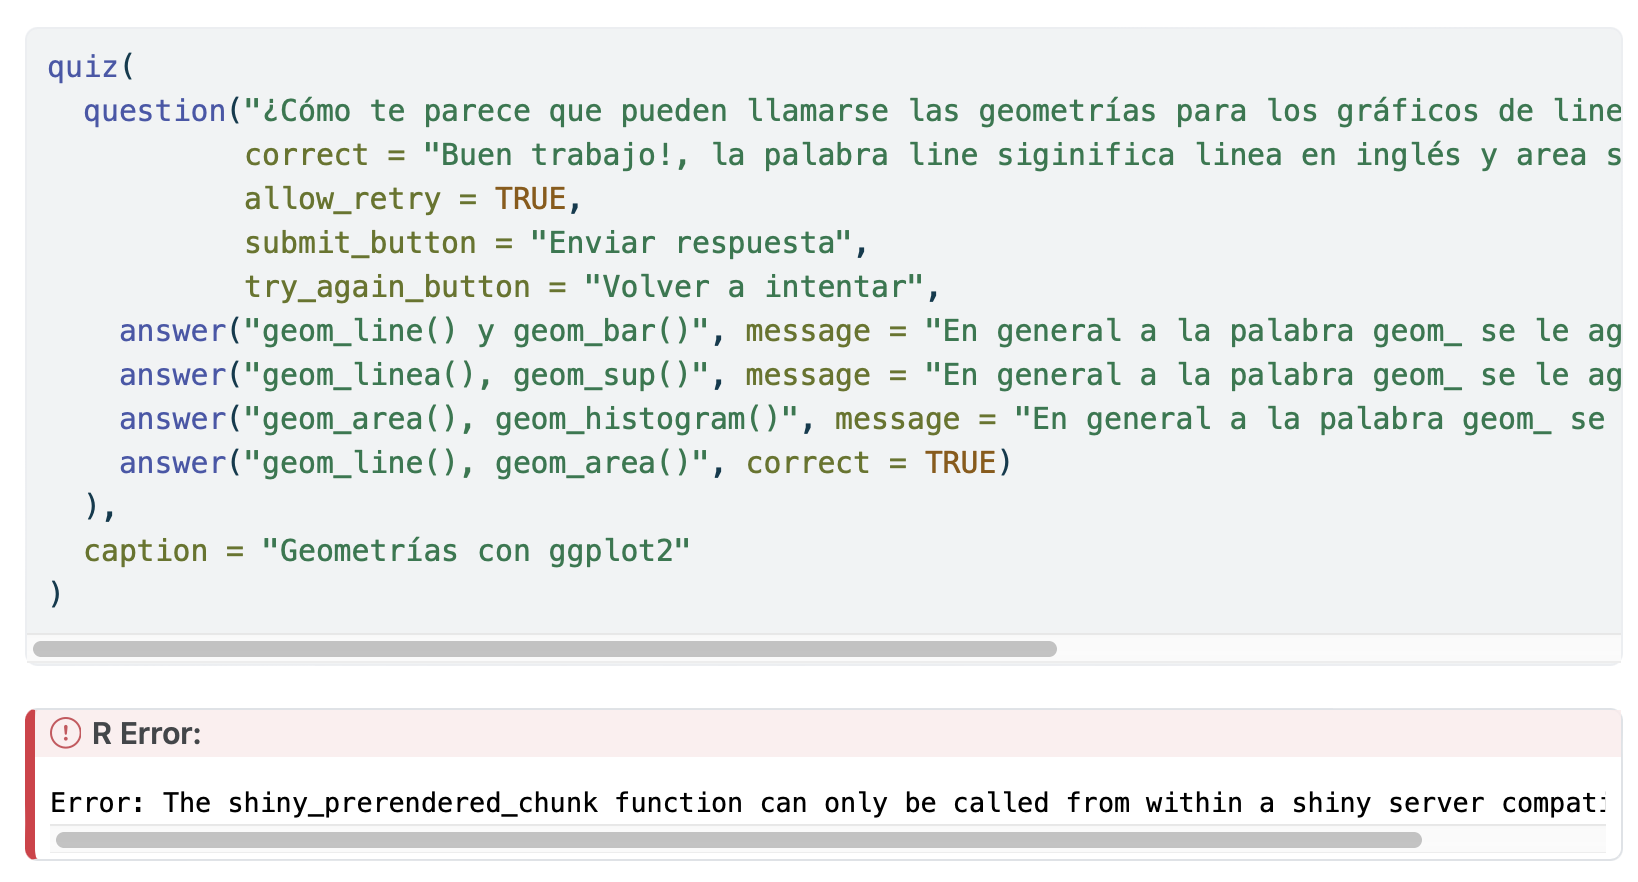 quiz(
  question("¿Cómo te parece que pueden llamarse las geometrías para los gráficos de line
           correct = "Buen trabajo!, la palabra line siginifica linea en inglés y area s
           allow_retry = TRUE,
           submit_button = "Enviar respuesta",
           try_again_button = "Volver a intentar",
    answer("geom_line() y geom_bar()", message = "En general a la palabra geom_ se le ag
    answer("geom_linea(), geom_sup()", message = "En general a la palabra geom_ se le ag
    answer("geom_area(), geom_histogram()", message = "En general a la palabra geom_ se
    answer("geom_line(), geom_area()", correct = TRUE)
  ),
  caption = "Geometrías con ggplot2"
)
R Error:
Error: The shiny_prerendered_chunk function can only be called from within a shiny server compati